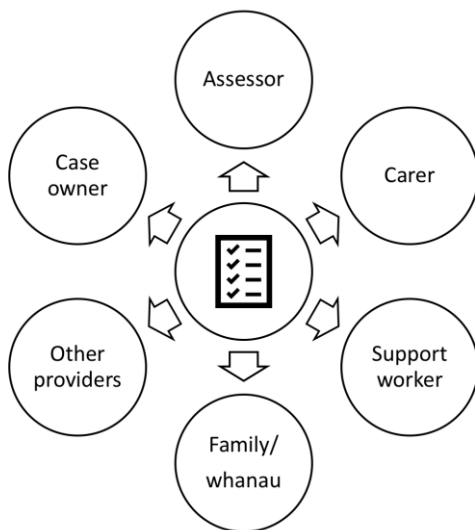 Assessor
Case
owner
Carer
Other
providers
Support
worker
Family/
whanau